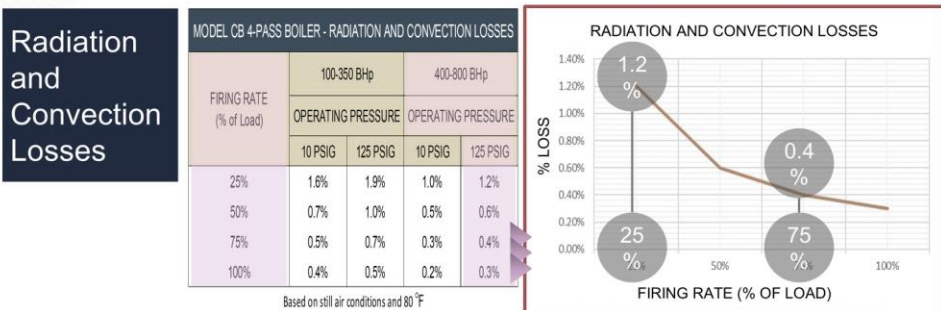 Radiation
and
Convection
Losses
MODEL CB 4-PASS BOILER - RADIATION AND CONVECTION LOSSES
FIRING RATE
(% of Load)
100-350 BHp
400-800 BHp
OPERATING PRESSURE
OPERATING PRESSURE
10 PSIG
125 PSIG
10 PSIG
125 PSIG
25% 1.6% 1.9% 1.0% 1.2%
50% 0.7% 1.0% 0.5% 0.6%
75% 0.5% 0.7% 0.3% 0.4%
100% 0.4% 0.5% 0.2% 0.3%
Based on still air conditions and 80 °F
RADIATION AND CONVECTION LOSSES
% LOSS
1.40%
1.20%
1.00%
0.80%
0.60%
0.40%
0.20%
0.00%
1.2
%
0.4
%
25
%
75
%
50%
100%
FIRING RATE (% OF LOAD)